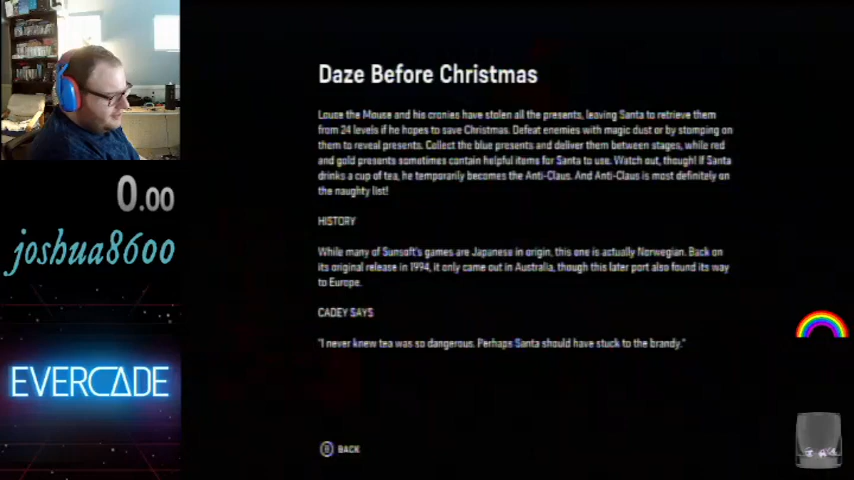 Daze Before Christmas
Louse the Mouse and his cronies have stolen all the presents, leaving Santa to retrieve them
from 24 levels if he hopes to save Christmas. Defeat enemies with magic dust or by stomping on
them to reveal presents. Collect the blue presents and deliver them between stages, while red
and gold presents sometimes contain helpful items for Santa to use. Watch out, though! If Santa
drinks a cup of tea, he temporarily becomes the Anti-Claus. And Anti-Claus is most definitely on
the naughty list!
HISTORY
While many of Sunsoft's games are Japanese in origin, this one is actually Norwegian. Back on
its original release in 1994, it only came out in Australia, though this later port also found its way
to Europe.
CADEY SAYS
"I never knew tea was so dangerous. Perhaps Santa should have stuck to the brandy."
BACK
0.00
joshua8600
EVERCADE